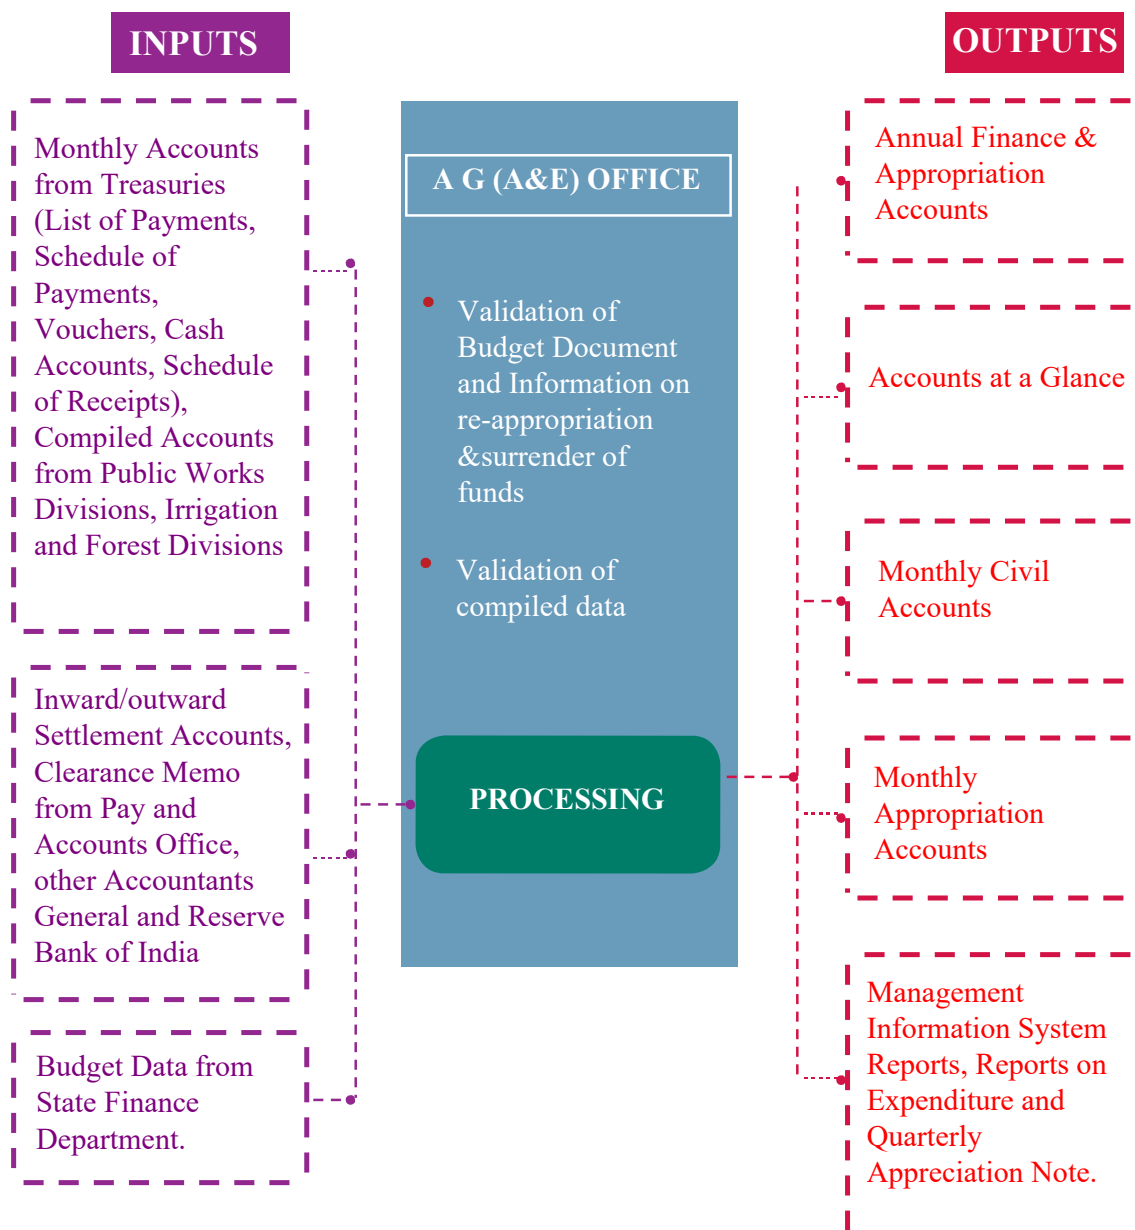 INPUTS
Monthly Accounts
from Treasuries
(List of Payments,
Schedule of
Payments,
Vouchers, Cash
Accounts, Schedule
of Receipts),
Compiled Accounts
from Public Works
Divisions, Irrigation
and Forest Divisions
Inward/outward
Settlement Accounts,
Clearance Memo
from Pay and
Accounts Office,
other Accountants
General and Reserve
Bank of India
Budget Data from
State Finance
Department.
A G (A&E) OFFICE
• Validation of
Budget Document
and Information on
re-appropriation
&surrender of
funds
• Validation of
compiled data
PROCESSING
OUTPUTS
Annual Finance &
Appropriation
Accounts
Accounts at a Glance
Monthly Civil
Accounts
Monthly
Appropriation
Accounts
Management
Information System
Reports, Reports on
Expenditure and
Quarterly
Appreciation Note.